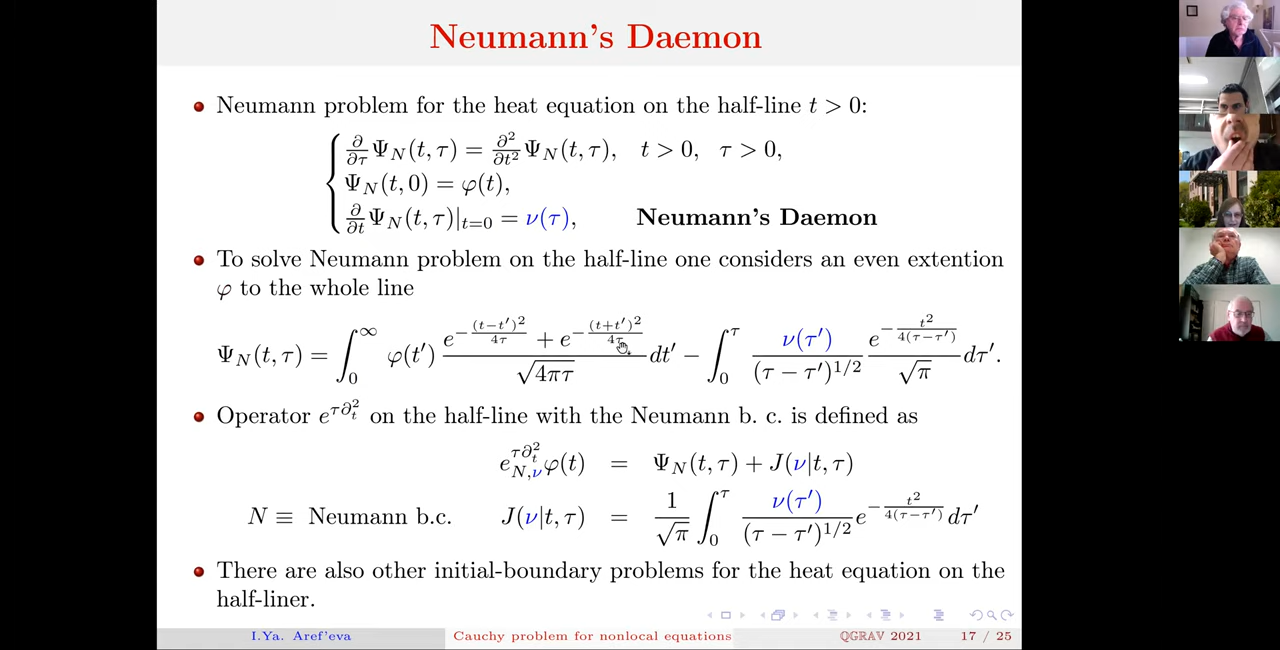 Neumann's Daemon
Neumann problem for the heat equation on the half-line t > 0:
∂/∂τ Ψ_N(t, τ) = ∂²/∂t² Ψ_N(t, τ), t > 0, τ > 0,
Ψ_N(t, 0) = φ(t),
∂/∂t Ψ_N(t, τ)|_{t=0} = ν(τ), Neumann's Daemon
To solve Neumann problem on the half-line one considers an even extention
φ to the whole line
Ψ_N(t, τ) = ∫_0^∞ φ(t′) (e^{−(t−t′)²/4τ} + e^{−(t+t′)²/4τ})/√(4πτ) dt′ − ∫_0^τ ν(τ′)/(τ − τ′)^{1/2} e^{−t²/4(τ−τ′)}/√π dτ′.
Operator e^{τ∂_t²} on the half-line with the Neumann b. c. is defined as
e^{τ∂_t²}_{N,ν} φ(t) = Ψ_N(t, τ) + J(ν|t, τ)
N ≡ Neumann b.c. J(ν|t, τ) = 1/√π ∫_0^τ ν(τ′)/(τ − τ′)^{1/2} e^{−t²/4(τ−τ′)} dτ′
There are also other initial-boundary problems for the heat equation on the
half-liner.
I.Ya. Aref'eva Cauchy problem for nonlocal equations QGRAV 2021 17 / 25